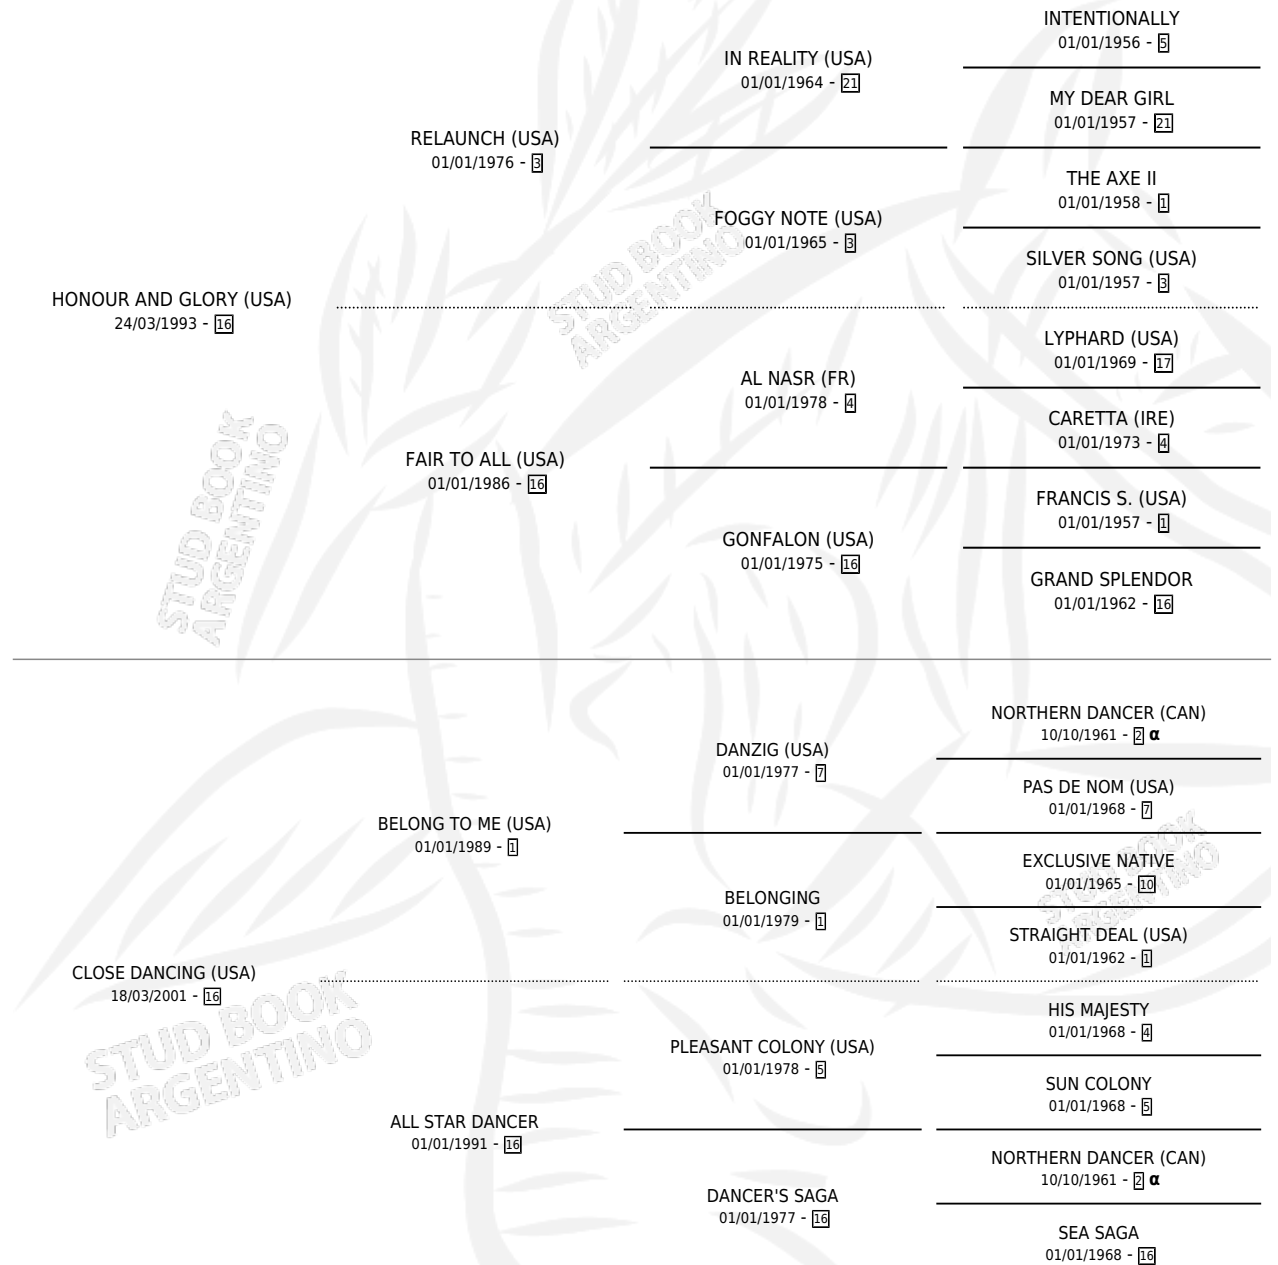 INTENTIONALLY
01/01/1956 - 5
IN REALITY (USA)
01/01/1964 - 21
MY DEAR GIRL
01/01/1957 - 21
RELAUNCH (USA)
01/01/1976 - 3
THE AXE II
01/01/1958 - 1
FOGGY NOTE (USA)
01/01/1965 - 3
SILVER SONG (USA)
01/01/1957 - 3
HONOUR AND GLORY (USA)
24/03/1993 - 16
LYPHARD (USA)
01/01/1969 - 17
AL NASR (FR)
01/01/1978 - 4
CARETTA (IRE)
01/01/1973 - 4
FAIR TO ALL (USA)
01/01/1986 - 16
FRANCIS S. (USA)
01/01/1957 - 1
GONFALON (USA)
01/01/1975 - 16
GRAND SPLENDOR
01/01/1962 - 16
NORTHERN DANCER (CAN)
10/10/1961 - 2 α
DANZIG (USA)
01/01/1977 - 7
PAS DE NOM (USA)
01/01/1968 - 7
BELONG TO ME (USA)
01/01/1989 - 1
EXCLUSIVE NATIVE
01/01/1965 - 10
BELONGING
01/01/1979 - 1
STRAIGHT DEAL (USA)
01/01/1962 - 1
CLOSE DANCING (USA)
18/03/2001 - 16
HIS MAJESTY
01/01/1968 - 4
PLEASANT COLONY (USA)
01/01/1978 - 5
SUN COLONY
01/01/1968 - 5
ALL STAR DANCER
01/01/1991 - 16
NORTHERN DANCER (CAN)
10/10/1961 - 2 α
DANCER'S SAGA
01/01/1977 - 16
SEA SAGA
01/01/1968 - 16
STUD BOOK
ARGENTINO
STUD BOOK
ARGENTINO
STUD BOOK
ARGENTINO
STUD BOOK
ARGENTINO